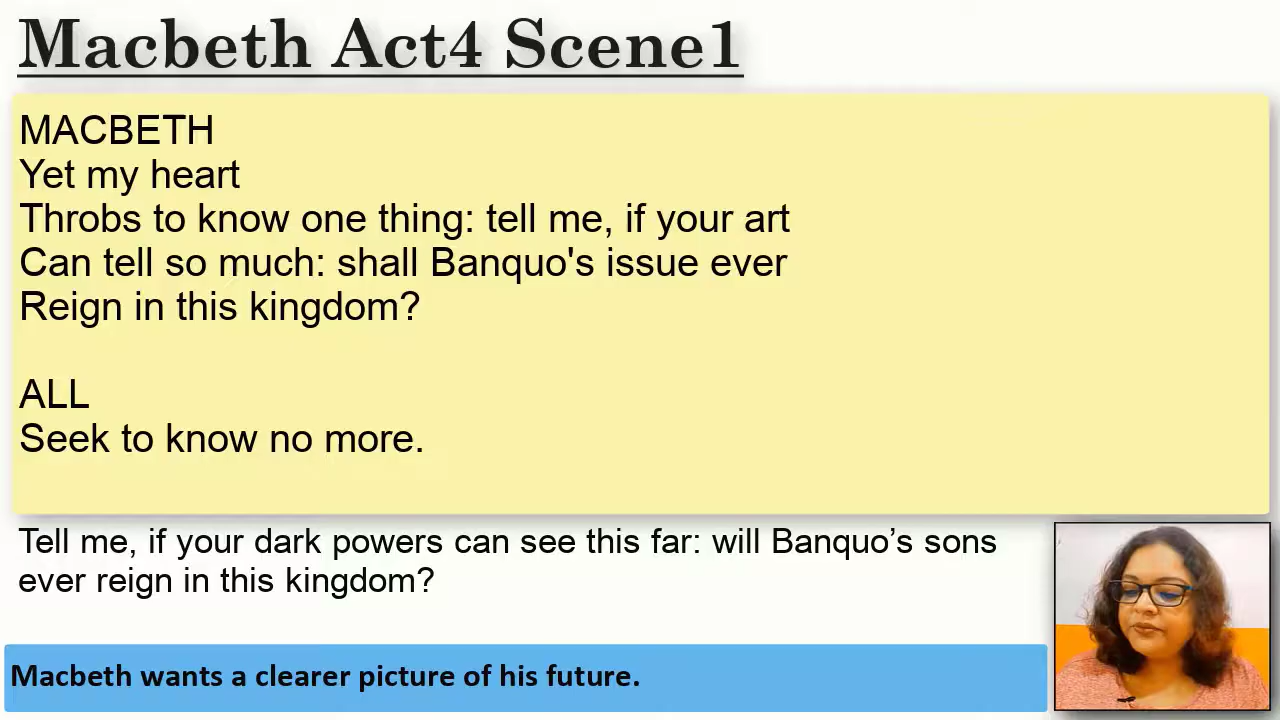 Macbeth Act4 Scene1
MACBETH
Yet my heart
Throbs to know one thing: tell me, if your art
Can tell so much: shall Banquo's issue ever
Reign in this kingdom?
ALL
Seek to know no more.
Tell me, if your dark powers can see this far: will Banquo’s sons
ever reign in this kingdom?
Macbeth wants a clearer picture of his future.